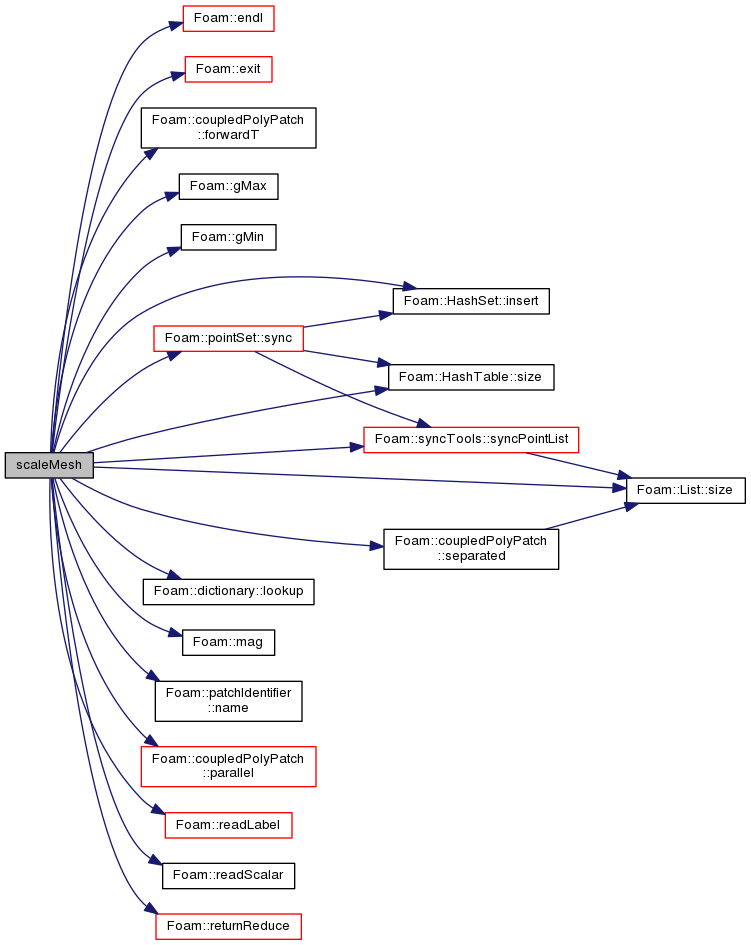 Foam::endl
Foam::exit
Foam::coupledPolyPatch
::forwardT
Foam::gMax
Foam::gMin
Foam::HashSet::insert
Foam::pointSet::sync
Foam::HashTable::size
Foam::syncTools::syncPointList
scaleMesh
Foam::List::size
Foam::coupledPolyPatch
::separated
Foam::dictionary::lookup
Foam::mag
Foam::patchIdentifier
::name
Foam::coupledPolyPatch
::parallel
Foam::readLabel
Foam::readScalar
Foam::returnReduce